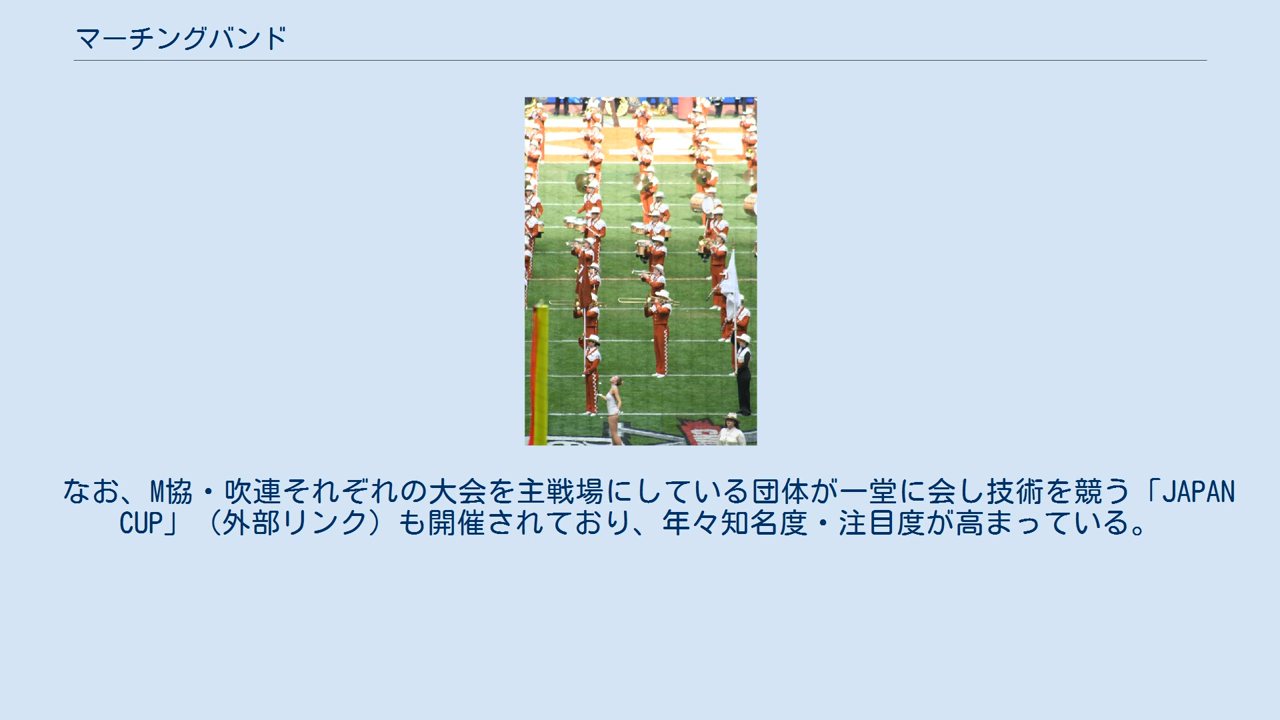 マーチングバンド
なお、M協・吹連それぞれの大会を主戦場にしている団体が一堂に会し技術を競う「JAPAN
CUP」（外部リンク）も開催されており、年々知名度・注目度が高まっている。